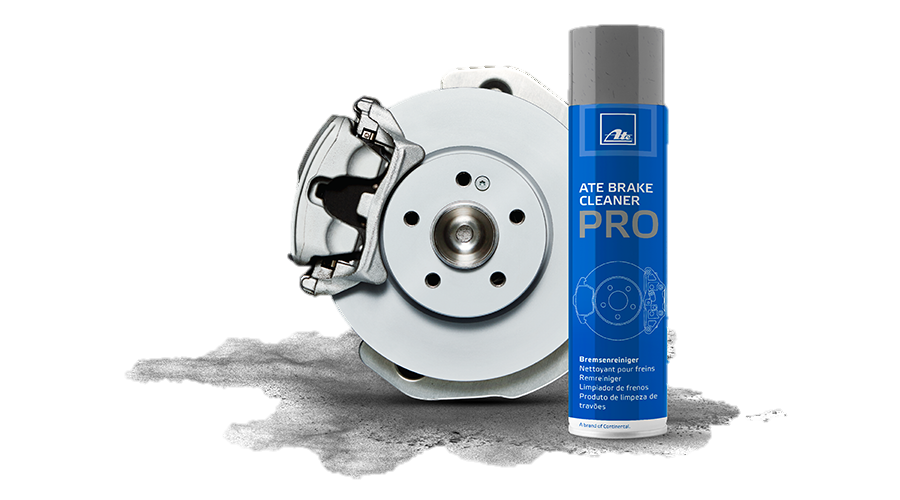 Ate
ATE BRAKE
CLEANER
PRO
Bremsenreiniger
Nettoyant pour freins
Remreiniger
Limpiador de frenos
Produto de limpeza de
travões
A brand of Continental.